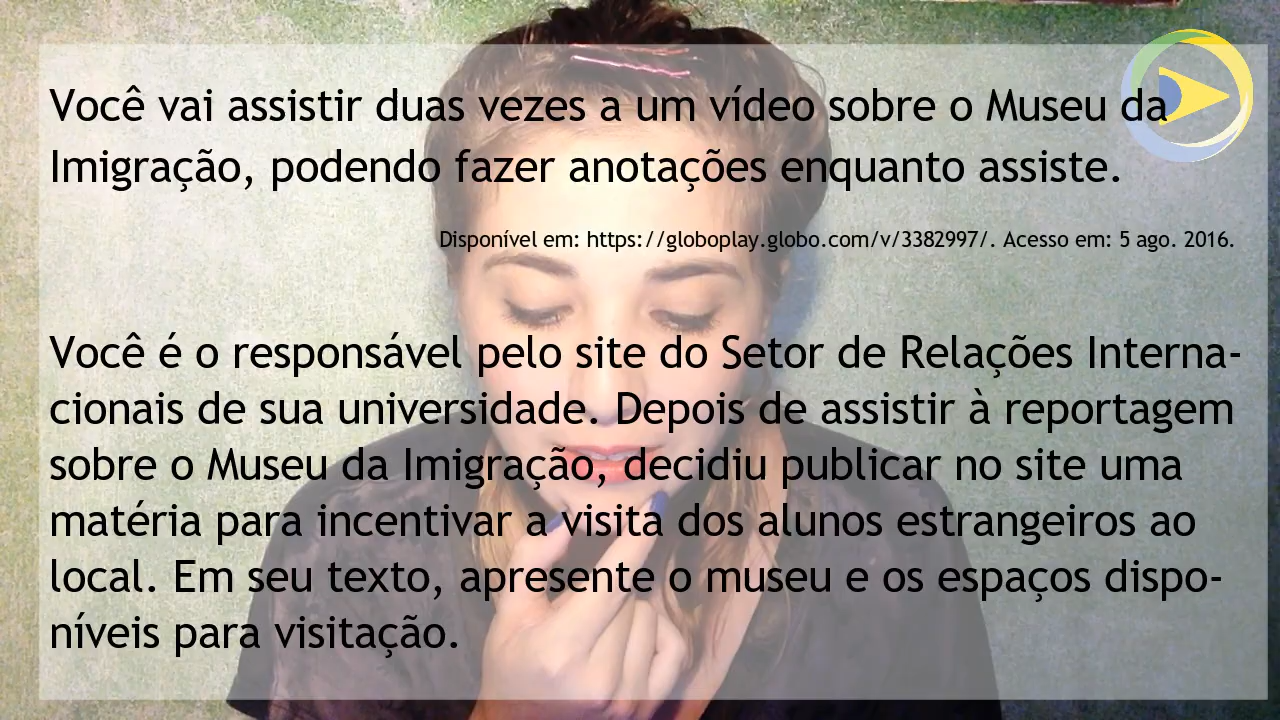 Você vai assistir duas vezes a um vídeo sobre o Museu da
Imigração, podendo fazer anotações enquanto assiste.
Disponível em: https://globoplay.globo.com/v/3382997/. Acesso em: 5 ago. 2016.
Você é o responsável pelo site do Setor de Relações Interna-
cionais de sua universidade. Depois de assistir à reportagem
sobre o Museu da Imigração, decidiu publicar no site uma
matéria para incentivar a visita dos alunos estrangeiros ao
local. Em seu texto, apresente o museu e os espaços dispo-
níveis para visitação.